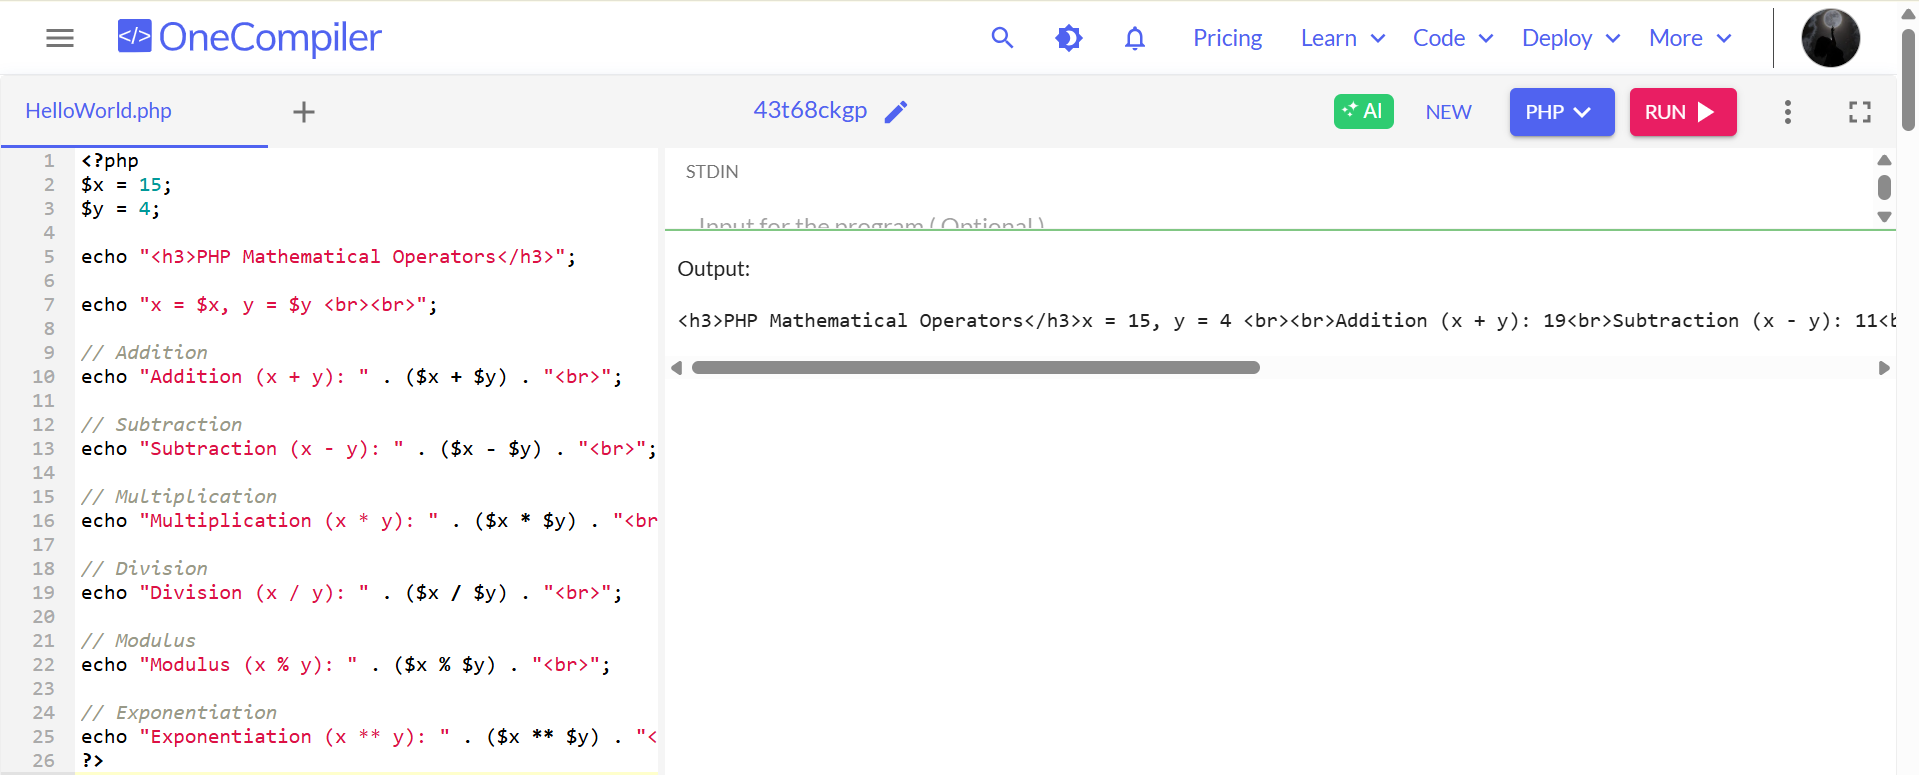 </> OneCompiler
Pricing Learn Code Deploy More
HelloWorld.php
43t68ckgp
AI NEW PHP RUN
1 <?php
2 $x = 15;
3 $y = 4;
4
5 echo "<h3>PHP Mathematical Operators</h3>";
6
7 echo "x = $x, y = $y <br><br>";
8
9 // Addition
10 echo "Addition (x + y): " . ($x + $y) . "<br>";
11
12 // Subtraction
13 echo "Subtraction (x - y): " . ($x - $y) . "<br>";
14
15 // Multiplication
16 echo "Multiplication (x * y): " . ($x * $y) . "<br
17
18 // Division
19 echo "Division (x / y): " . ($x / $y) . "<br>";
20
21 // Modulus
22 echo "Modulus (x % y): " . ($x % $y) . "<br>";
23
24 // Exponentiation
25 echo "Exponentiation (x ** y): " . ($x ** $y) . "<
26 ?>
STDIN
Input for the program ( Optional )
Output:
<h3>PHP Mathematical Operators</h3>x = 15, y = 4 <br><br>Addition (x + y): 19<br>Subtraction (x - y): 11<b